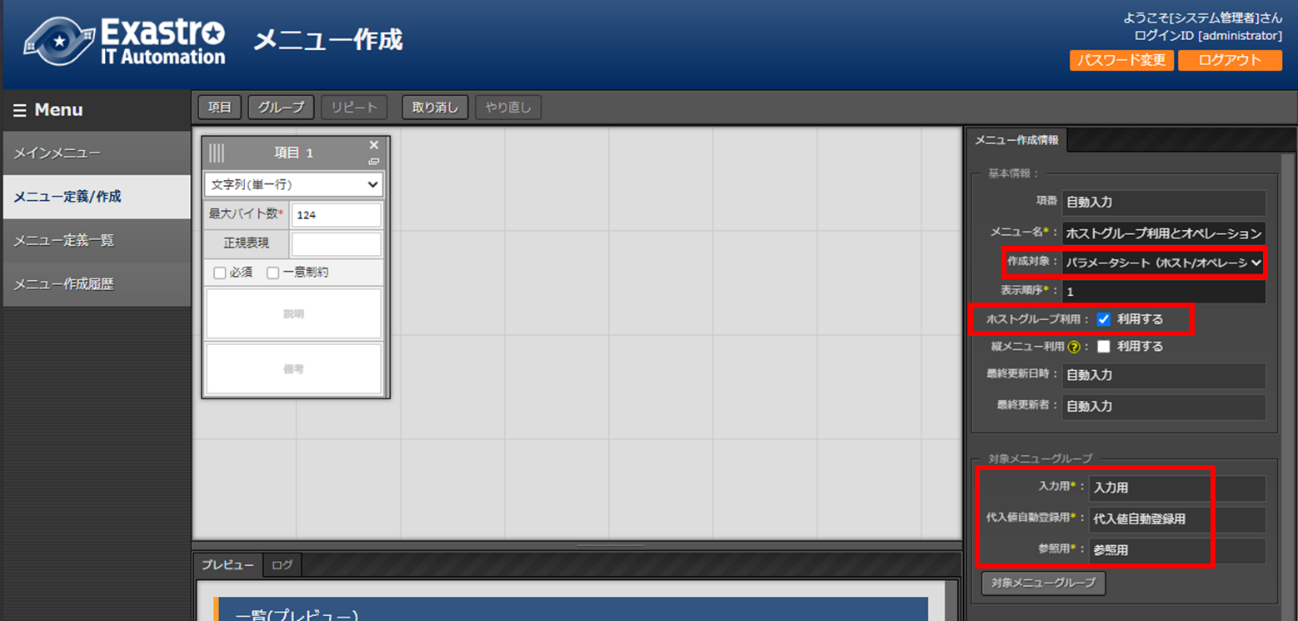 Exastro
IT Automation
メニュー作成
ようこそ[システム管理者]さん
ログインID [administrator]
パスワード変更
ログアウト
Menu
メインメニュー
メニュー定義/作成
メニュー定義一覧
メニュー作成履歴
項目
グループ
リピート
取り消し
やり直し
項目 1
文字列(単一行)
最大バイト数* 124
正規表現
必須 一意制約
説明
備考
メニュー作成情報
基本情報:
項番 自動入力
メニュー名*: ホストグループ利用とオペレーション
作成対象: パラメータシート(ホスト/オペレーシ
表示順序*: 1
ホストグループ利用: 利用する
縦メニュー利用?: 利用する
最終更新日時: 自動入力
最終更新者: 自動入力
対象メニューグループ
入力用*: 入力用
代入値自動登録用*: 代入値自動登録用
参照用*: 参照用
対象メニューグループ
プレビュー
ログ
一覧(プレビュー)